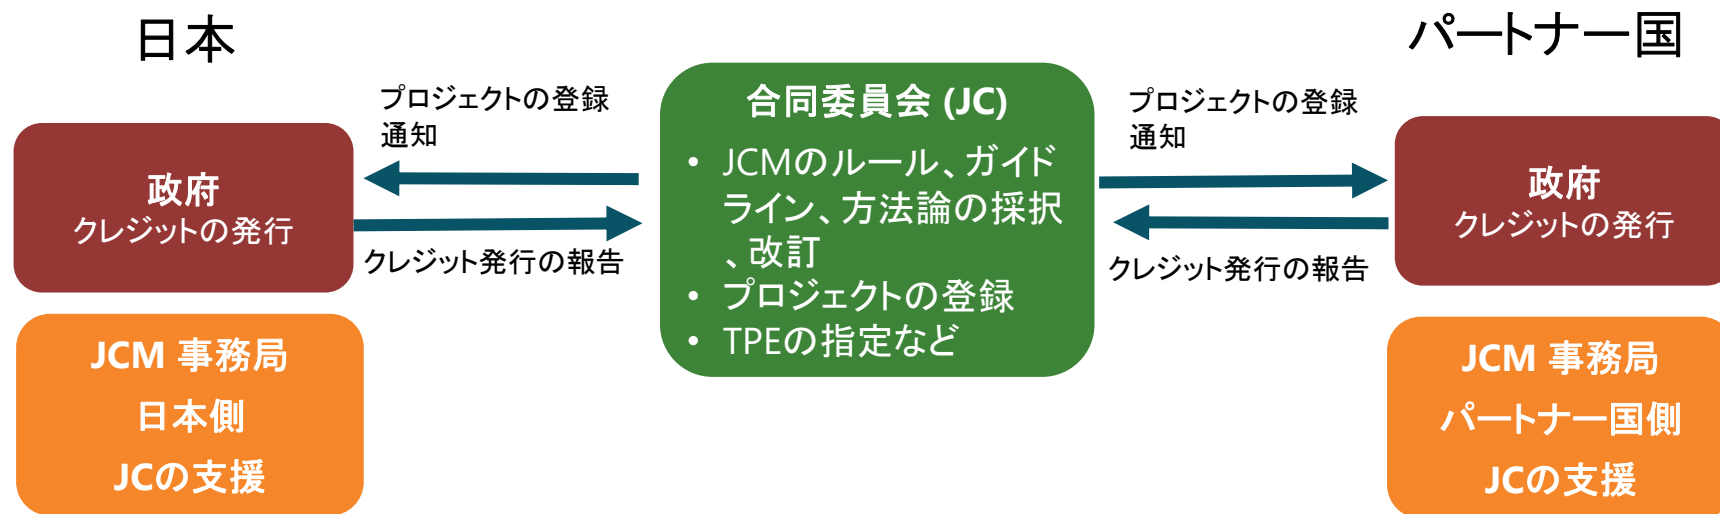 日本
パートナー国
プロジェクトの登録
通知
政府
クレジットの発行
クレジット発行の報告
JCM 事務局
日本側
JCの支援
合同委員会 (JC)
• JCMのルール、ガイド
ライン、方法論の採択
、改訂
• プロジェクトの登録
• TPEの指定など
プロジェクトの登録
通知
政府
クレジットの発行
クレジット発行の報告
JCM 事務局
パートナー国側
JCの支援